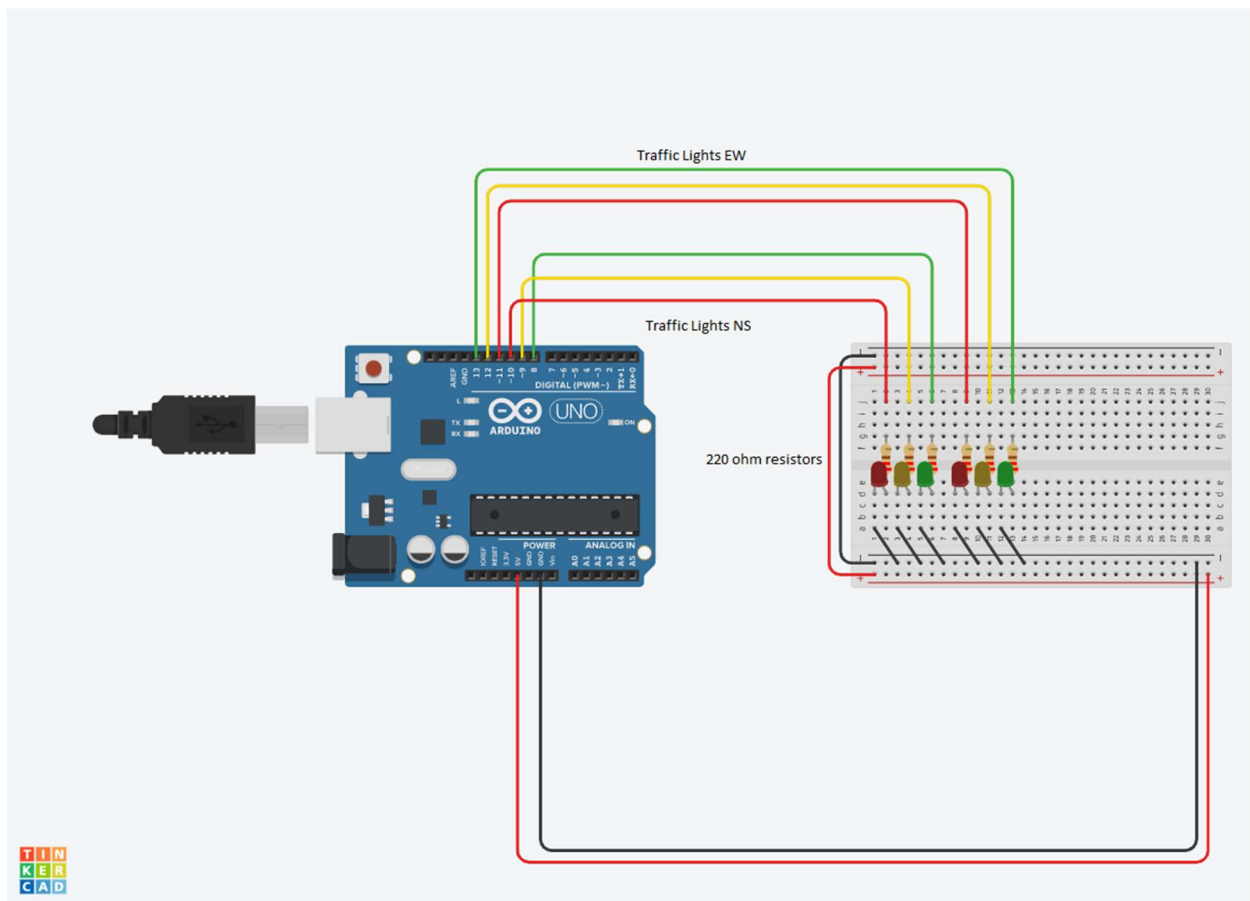 Traffic Lights EW
Traffic Lights NS
220 ohm resistors
AREF
GND
13
12
~11
~10
~9
8
7
~6
~5
4
~3
2
TX→1
RX←0
DIGITAL (PWM~)
L
TX
RX
UNO
ON
ARDUINO
POWER
ANALOG IN
IOREF
RESET
3.3V
5V
GND
GND
Vin
A0
A1
A2
A3
A4
A5
j
i
h
g
f
e
d
c
b
a
TIN
KER
CAD